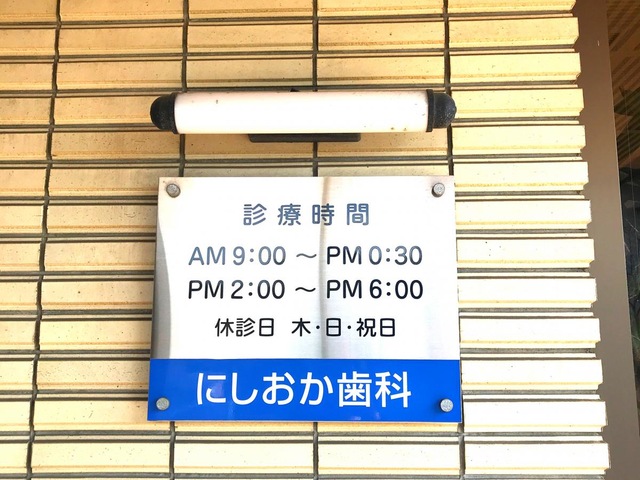 診療時間
AM 9:00 ～ PM 0:30
PM 2:00 ～ PM 6:00
休診日 木・日・祝日
にしおか歯科